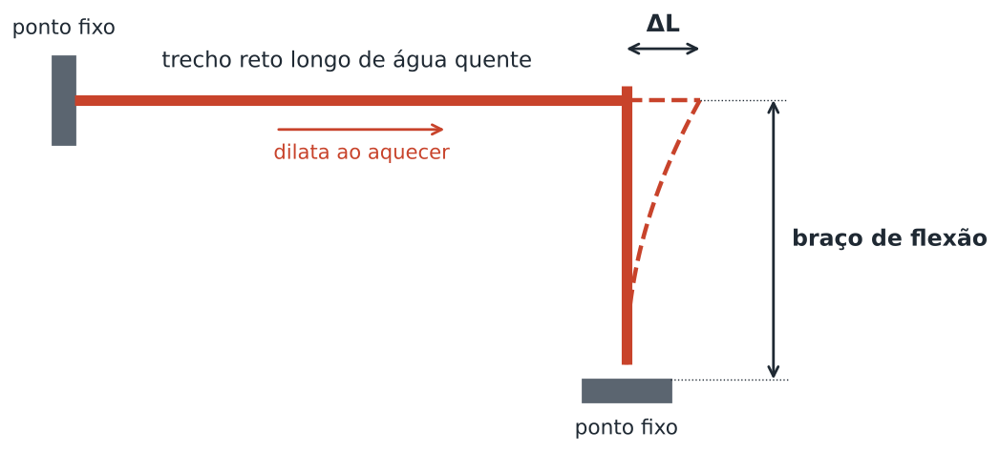 ponto fixo
ΔL
trecho reto longo de água quente
dilata ao aquecer
braço de flexão
ponto fixo